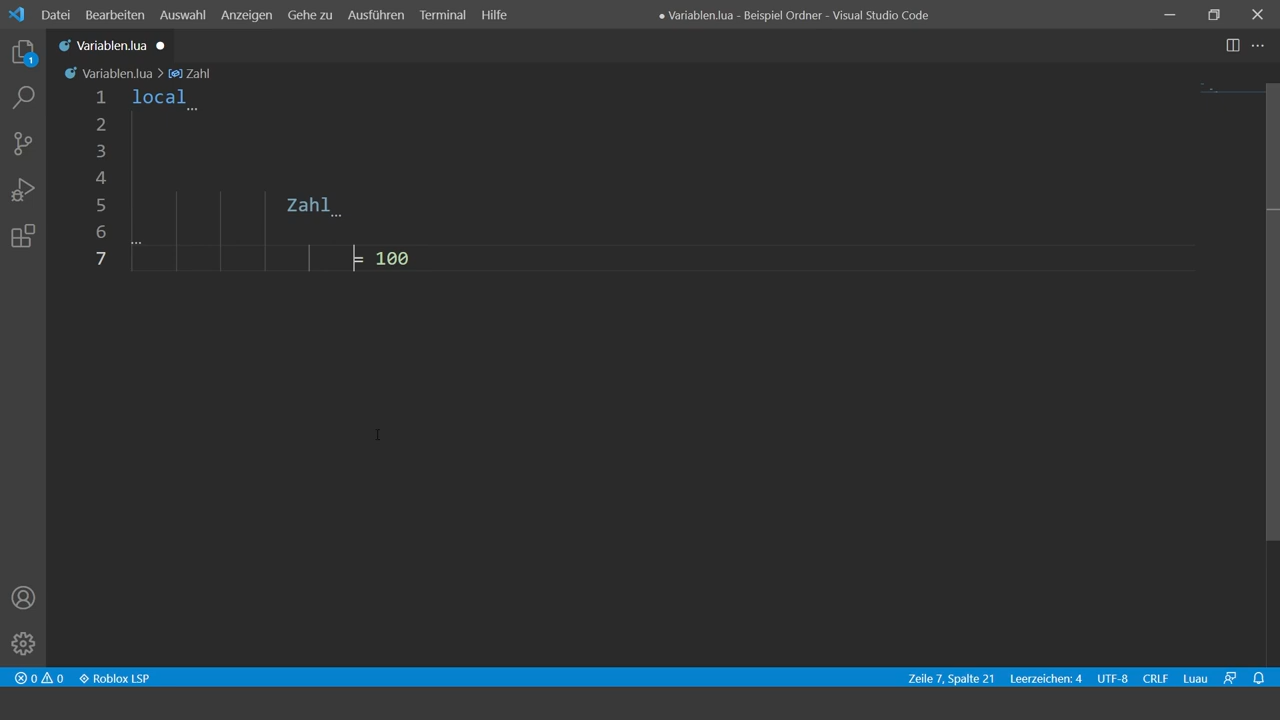 Datei Bearbeiten Auswahl Anzeigen Gehe zu Ausführen Terminal Hilfe ● Variablen.lua - Beispiel Ordner - Visual Studio Code
Variablen.lua ●
1
Variablen.lua > Zahl
1 local
2
3
4
5 Zahl
6
7 = 100
0 0 Roblox LSP Zeile 7, Spalte 21 Leerzeichen: 4 UTF-8 CRLF Luau